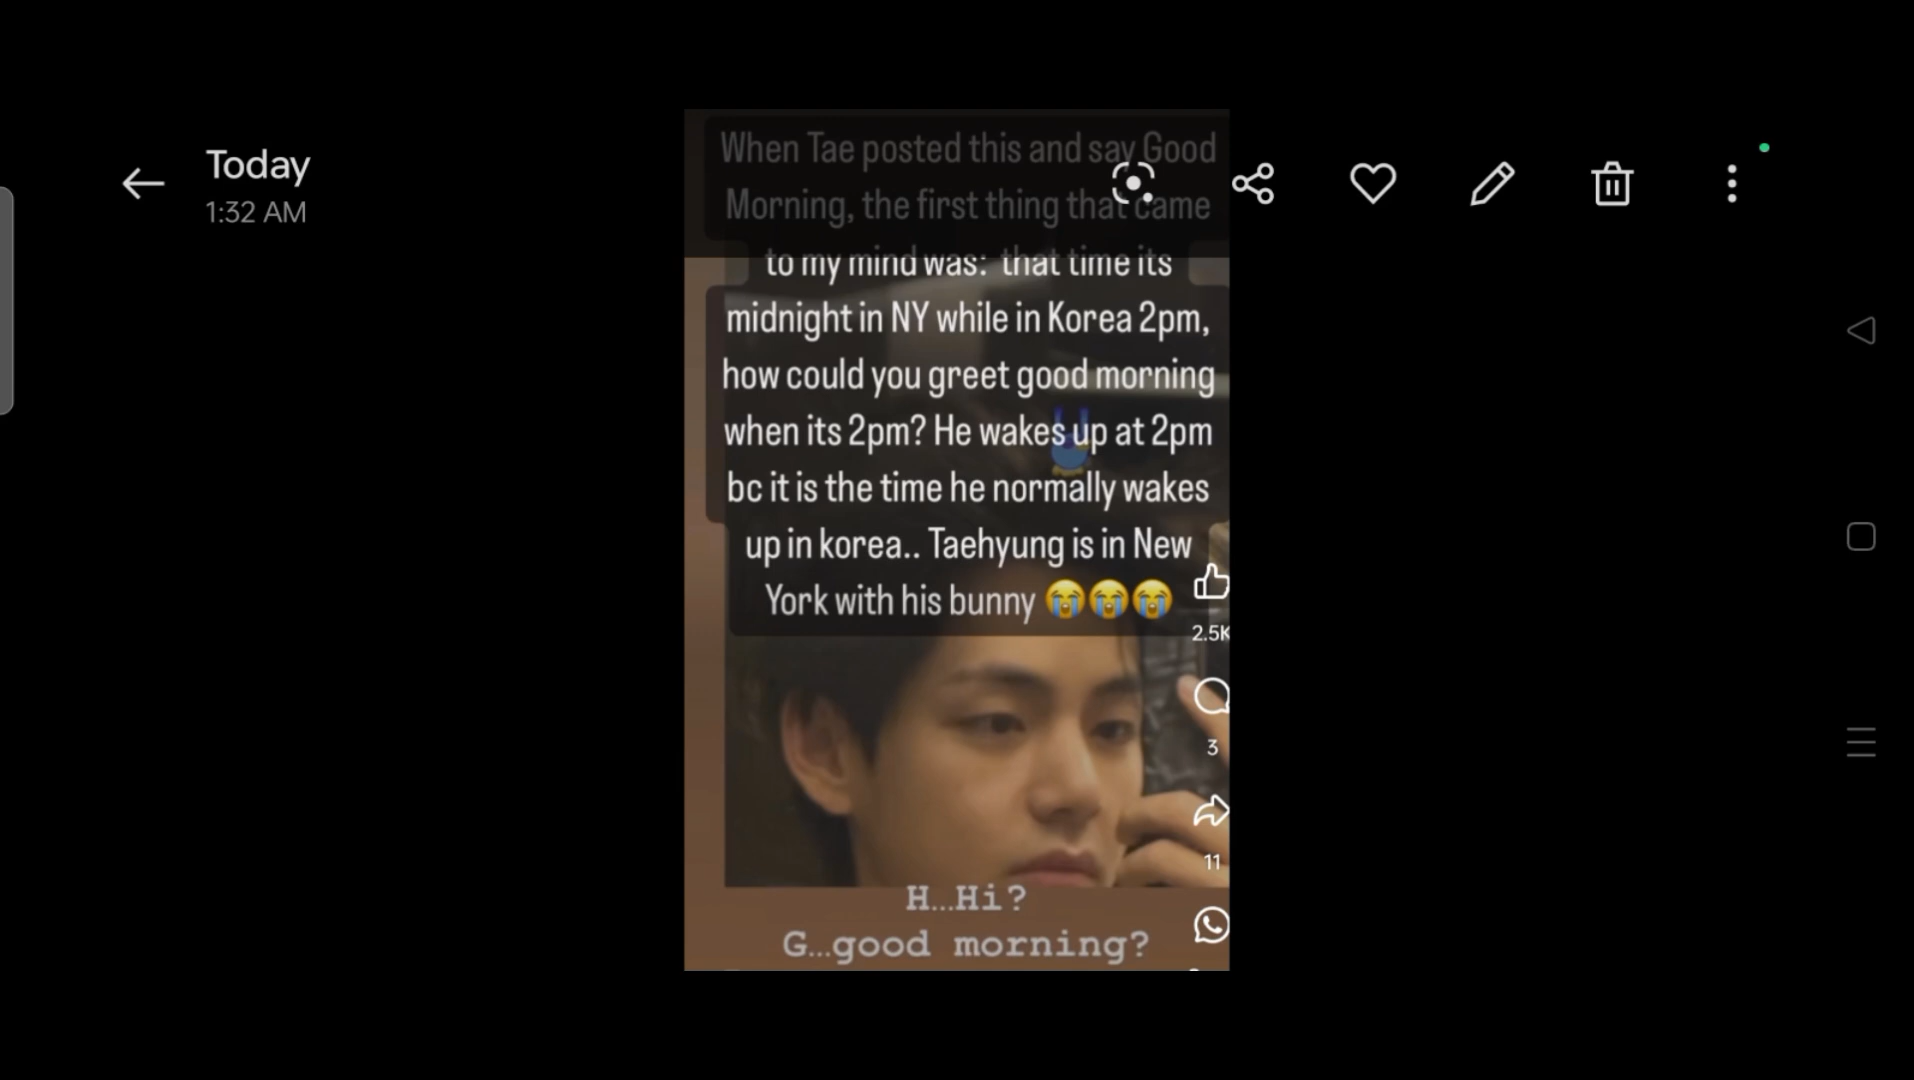 Today
1:32 AM
When Tae posted this and say Good
Morning, the first thing that came
to my mind was: that time its
midnight in NY while in Korea 2pm,
how could you greet good morning
when its 2pm? He wakes up at 2pm
bc it is the time he normally wakes
up in korea.. Taehyung is in New
York with his bunny 😭😭😭
2.5K
3
11
H...Hi?
G...good morning?